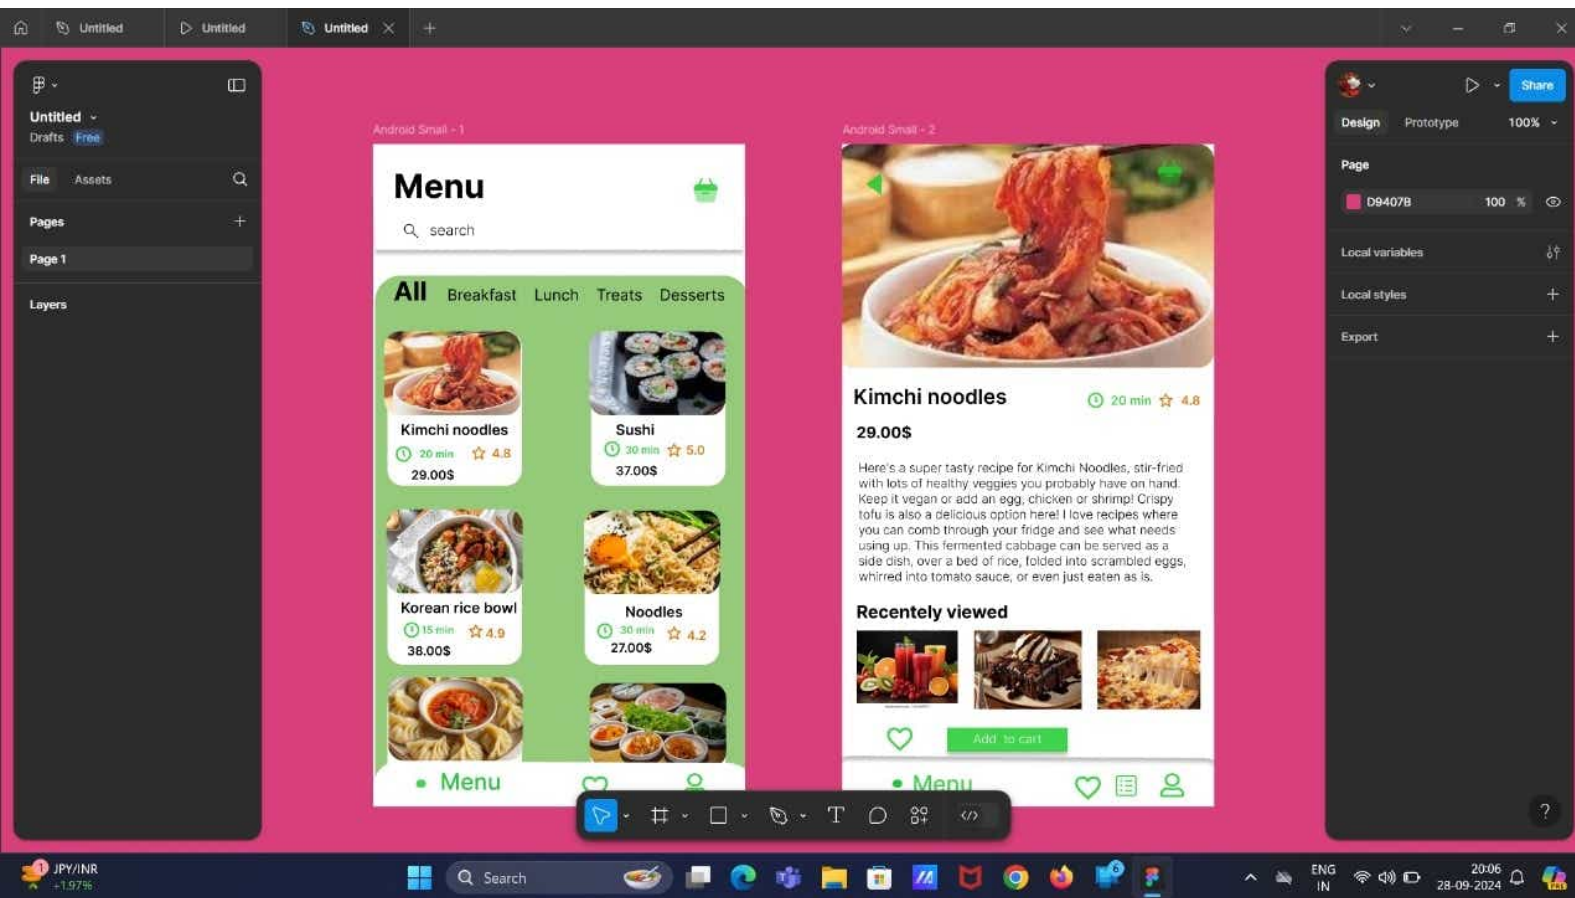 Untitled
Untitled
Untitled
Untitled
Drafts Free
File Assets
Pages
Page 1
Layers
Android Small - 1
Menu
search
All Breakfast Lunch Treats Desserts
Kimchi noodles
20 min 4.8
29.00$
Sushi
30 min 5.0
37.00$
Korean rice bowl
15 min 4.9
38.00$
Noodles
30 min 4.2
27.00$
Menu
Android Small - 2
Kimchi noodles
20 min 4.8
29.00$
Here's a super tasty recipe for Kimchi Noodles, stir-fried
with lots of healthy veggies you probably have on hand.
Keep it vegan or add an egg, chicken or shrimp! Crispy
tofu is also a delicious option here! I love recipes where
you can comb through your fridge and see what needs
using up. This fermented cabbage can be served as a
side dish, over a bed of rice, folded into scrambled eggs,
whirred into tomato sauce, or even just eaten as is.
Recentely viewed
Add to cart
Menu
Share
Design Prototype 100%
Page
D9407B 100 %
Local variables
Local styles
Export
?
1 JPY/INR
+1.97%
Search
6
ENG
IN
20:06
28-09-2024
PRE